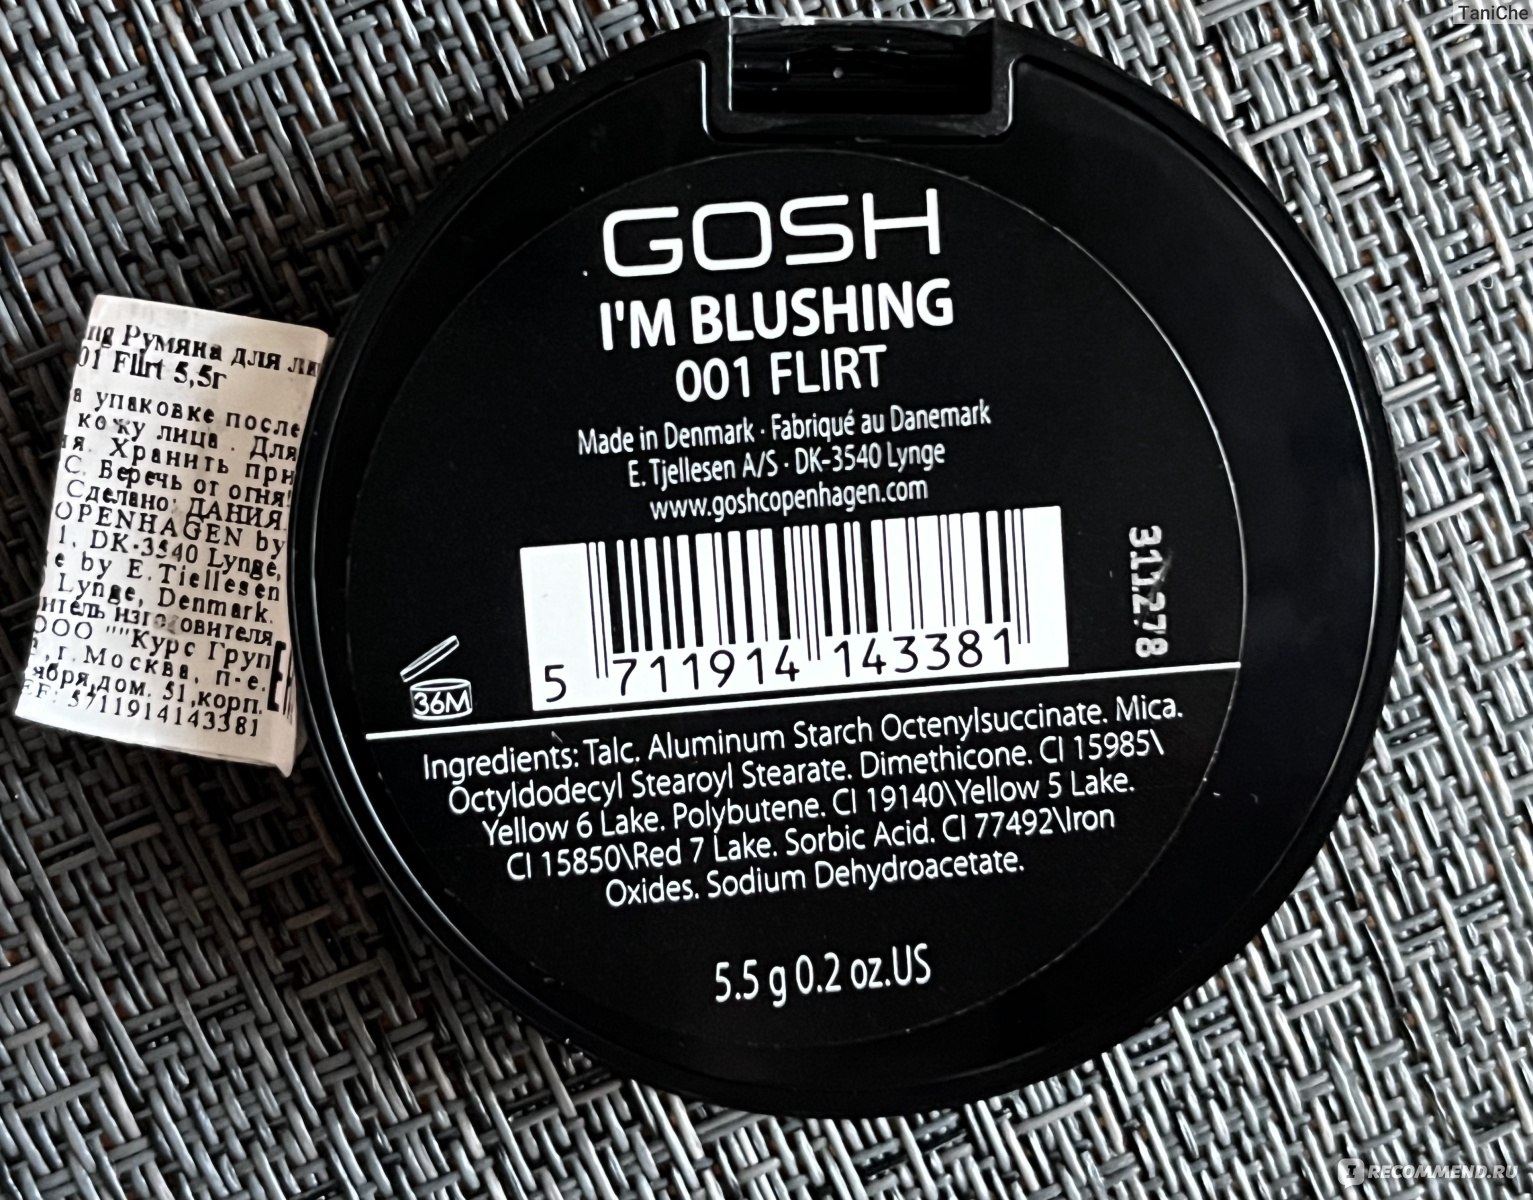 TaniChe
GOSH
I'M BLUSHING
001 FLIRT
Made in Denmark · Fabriqué au Danemark
E. Tjellesen A/S · DK-3540 Lynge
www.goshcopenhagen.com
5 711914 143381
311278
36M
Ingredients: Talc. Aluminum Starch Octenylsuccinate. Mica.
Octyldodecyl Stearoyl Stearate. Dimethicone. CI 15985\
Yellow 6 Lake. Polybutene. CI 19140\Yellow 5 Lake.
CI 15850\Red 7 Lake. Sorbic Acid. CI 77492\Iron
Oxides. Sodium Dehydroacetate.
5.5 g 0.2 oz.US
ng Румяна для
01 Flirt 5,5г
а упаковке после
кожу лица . Для
я. Хранить при
С. Беречь от огня
Сделано: ДАНИЯ.
OPENHAGEN by
1, DK-3540 Lynge,
e by E. Tjellesen
Lynge, Denmark.
итель изготовителя
ООО ""Курс Груп
г. Москва, п-е.
ября,дом. 51,корп.
5711914143381
RECOMMEND.RU